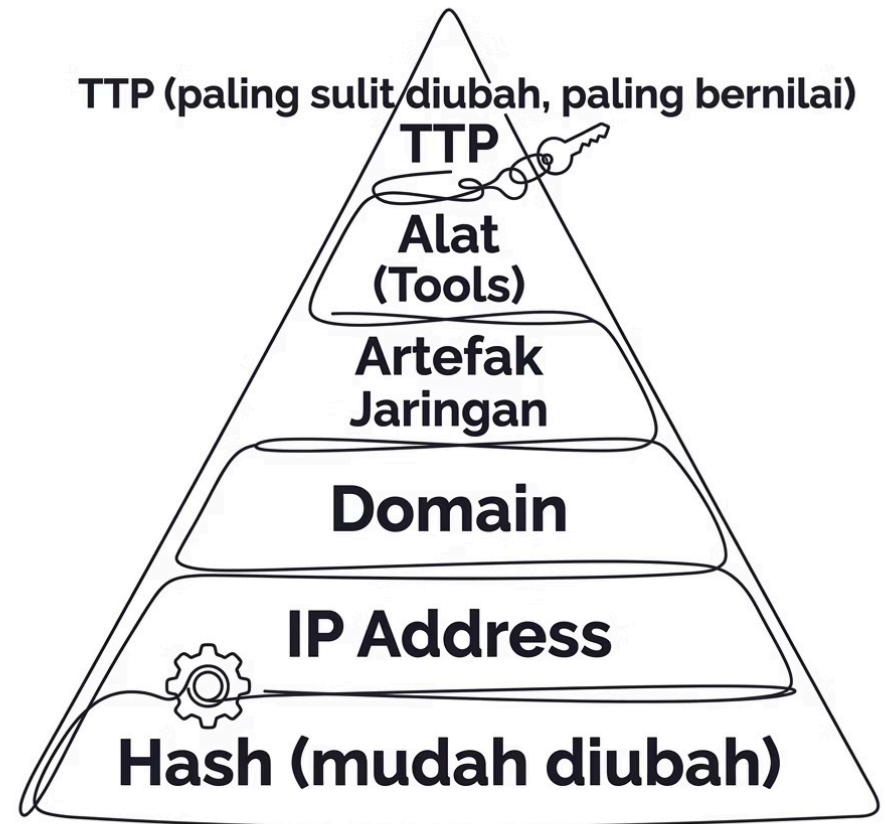 TTP (paling sulit diubah, paling bernilai)
TTP
Alat
(Tools)
Artefak
Jaringan
Domain
IP Address
Hash (mudah diubah)